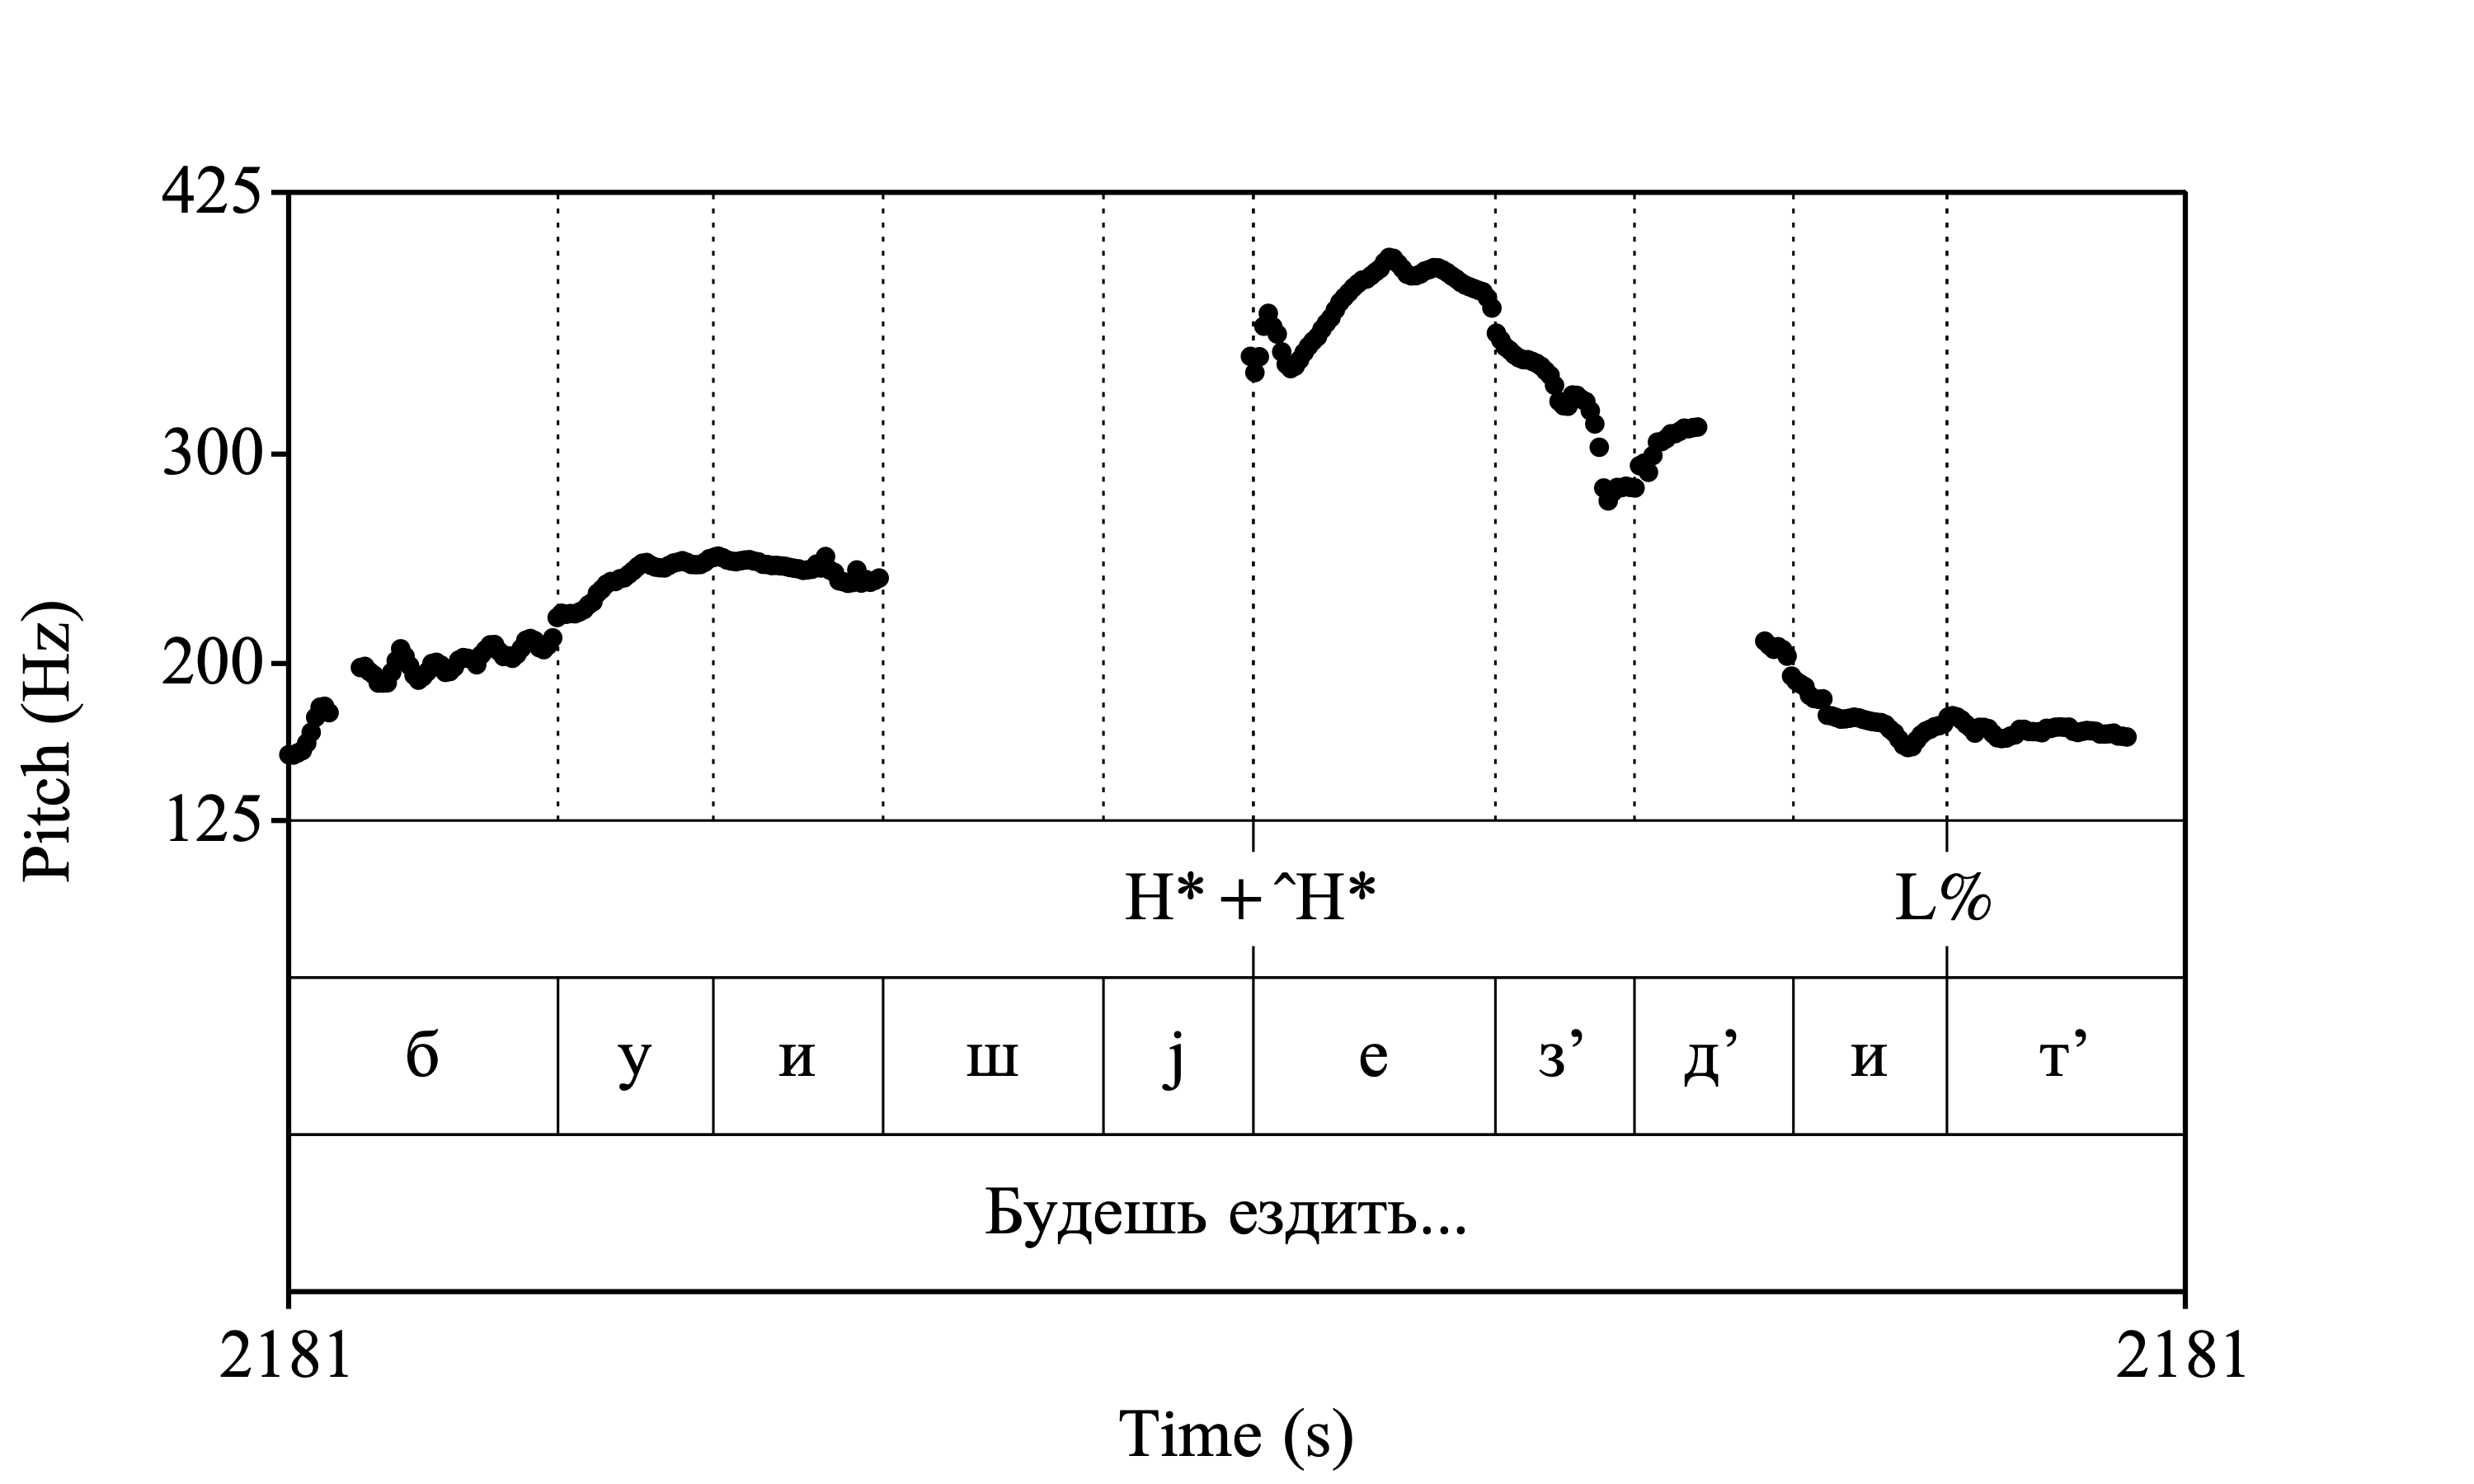 Pitch (Hz)
425
300
200
125
H*+^H* L%
б у и ш j е з’ д’ и т’
Будешь ездить...
2181 2181
Time (s)